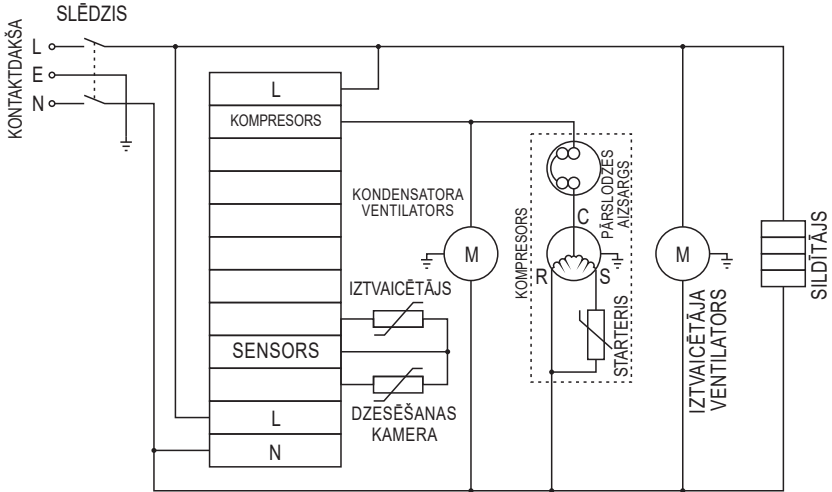 SLĒDZIS
KONTAKTDAKŠA
L
E
N
L
KOMPRESORS
KONDENSATORA
VENTILATORS
M
KOMPRESORS
PĀRSLODZES
AIZSARGS
C
R
S
STARTERIS
M
IZTVAICĒTĀJA
VENTILATORS
SILDĪTĀJS
IZTVAICĒTĀJS
SENSORS
DZESĒŠANAS
KAMERA
L
N